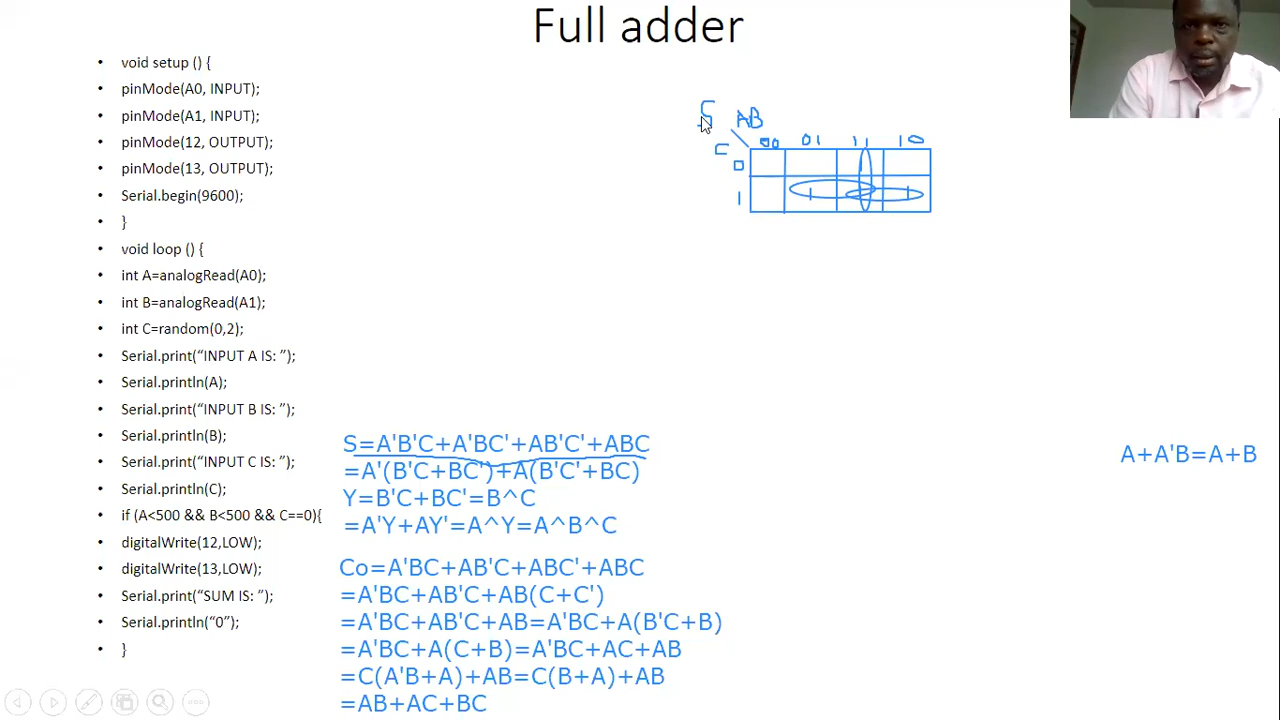 Full adder
• void setup () {
• pinMode(A0, INPUT);
• pinMode(A1, INPUT);
• pinMode(12, OUTPUT);
• pinMode(13, OUTPUT);
• Serial.begin(9600);
• }
• void loop () {
• int A=analogRead(A0);
• int B=analogRead(A1);
• int C=random(0,2);
• Serial.print(“INPUT A IS: ”);
• Serial.println(A);
• Serial.print(“INPUT B IS: ”);
• Serial.println(B);
• Serial.print(“INPUT C IS: ”);
• Serial.println(C);
• if (A<500 && B<500 && C==0){
• digitalWrite(12,LOW);
• digitalWrite(13,LOW);
• Serial.print(“SUM IS: ”);
• Serial.println(“0”);
• }
AB
C 00 01 11 10
0 1
1 1 1
S=A'B'C+A'BC'+AB'C'+ABC
=A'(B'C+BC')+A(B'C'+BC)
Y=B'C+BC'=B^C
=A'Y+AY'=A^Y=A^B^C
Co=A'BC+AB'C+ABC'+ABC
=A'BC+AB'C+AB(C+C')
=A'BC+AB'C+AB=A'BC+A(B'C+B)
=A'BC+A(C+B)=A'BC+AC+AB
=C(A'B+A)+AB=C(B+A)+AB
=AB+AC+BC
A+A'B=A+B